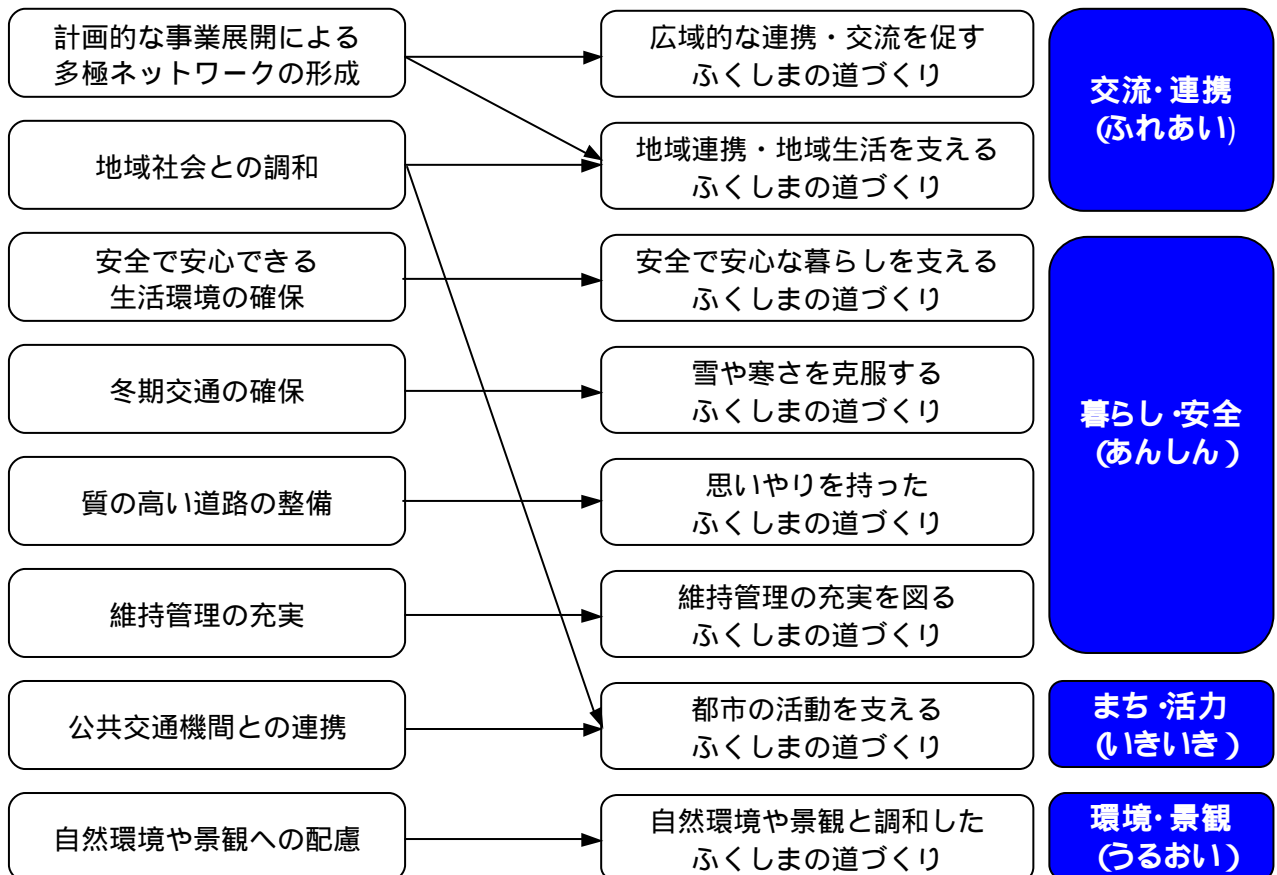 計画的な事業展開による
多極ネットワークの形成
広域的な連携・交流を促す
ふくしまの道づくり
交流・連携
(ふれあい)
地域社会との調和
地域連携・地域生活を支える
ふくしまの道づくり
安全で安心できる
生活環境の確保
安全で安心な暮らしを支える
ふくしまの道づくり
暮らし・安全
(あんしん)
冬期交通の確保
雪や寒さを克服する
ふくしまの道づくり
質の高い道路の整備
思いやりを持った
ふくしまの道づくり
維持管理の充実
維持管理の充実を図る
ふくしまの道づくり
公共交通機間との連携
都市の活動を支える
ふくしまの道づくり
まち・活力
(いきいき)
自然環境や景観への配慮
自然環境や景観と調和した
ふくしまの道づくり
環境・景観
(うるおい)